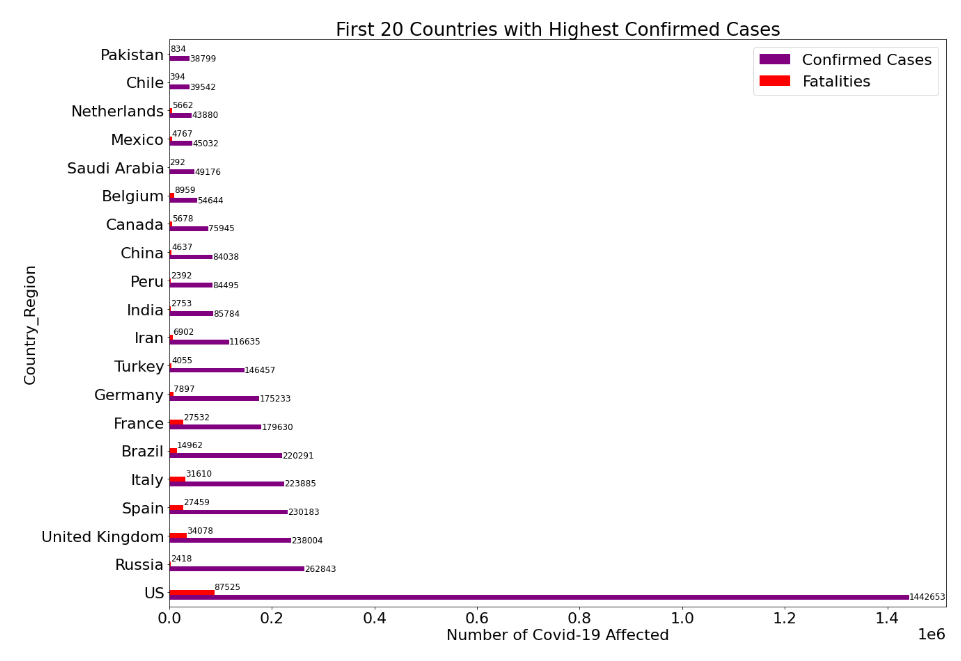 First 20 Countries with Highest Confirmed Cases
Confirmed Cases
Fatalities
Country_Region
Pakistan 834 38799
Chile 394 39542
Netherlands 5662 43880
Mexico 4767 45032
Saudi Arabia 292 49176
Belgium 8959 54644
Canada 5678 75945
China 4637 84038
Peru 2392 84495
India 2753 85784
Iran 6902 116635
Turkey 4055 146457
Germany 7897 175233
France 27532 179630
Brazil 14962 220291
Italy 31610 223885
Spain 27459 230183
United Kingdom 34078 238004
Russia 2418 262843
US 87525 1442653
0.0 0.2 0.4 0.6 0.8 1.0 1.2 1.4
1e6
Number of Covid-19 Affected